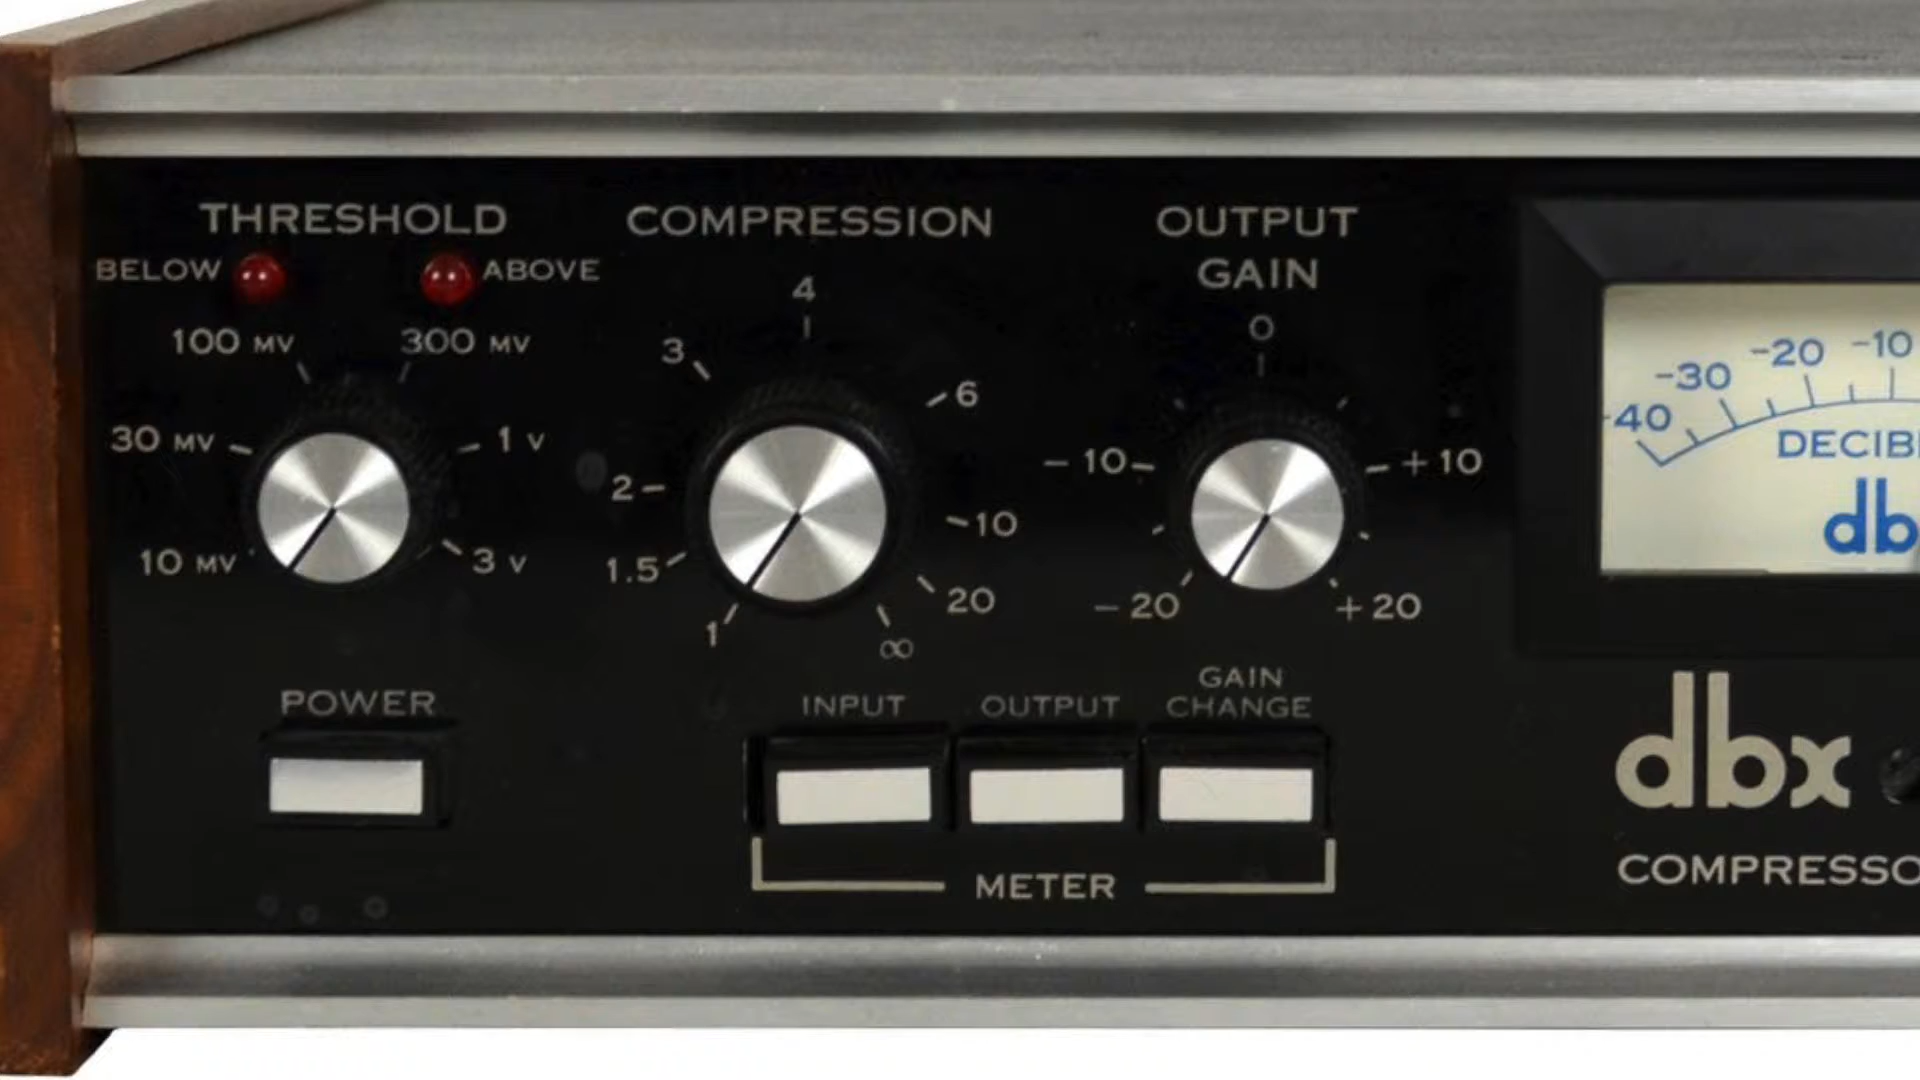 THRESHOLD
BELOW ABOVE
100 MV 300 MV
30 MV 1 V
10 MV 3 V
COMPRESSION
4
3
6
2
10
1.5
20
1
∞
OUTPUT
GAIN
0
-10 +10
-20 +20
-40 -30 -20 -10
db
POWER
INPUT OUTPUT GAIN CHANGE
METER
dbx